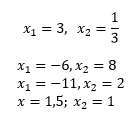 x₁ = 3, x₂ = 1/3
x₁ = −6, x₂ = 8
x₁ = −11, x₂ = 2
x = 1,5; x₂ = 1